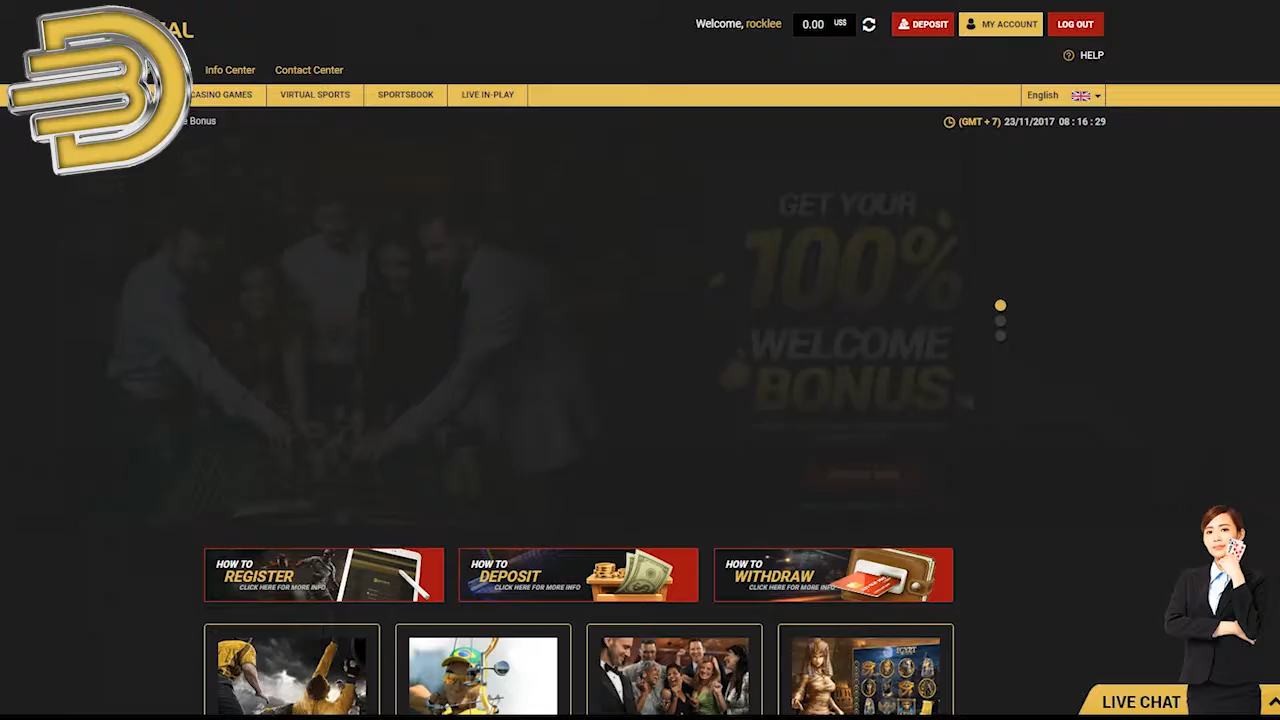 AL
Welcome, rocklee
0.00 US$
DEPOSIT
MY ACCOUNT
LOG OUT
HELP
Info Center
Contact Center
CASINO GAMES
VIRTUAL SPORTS
SPORTSBOOK
LIVE IN-PLAY
English
e Bonus
(GMT + 7) 23/11/2017 08 : 16 : 29
GET YOUR
100%
WELCOME
BONUS
HOW TO
REGISTER
CLICK HERE FOR MORE INFO
HOW TO
DEPOSIT
CLICK HERE FOR MORE INFO
HOW TO
WITHDRAW
CLICK HERE FOR MORE INFO
EGYPT
LIVE CHAT